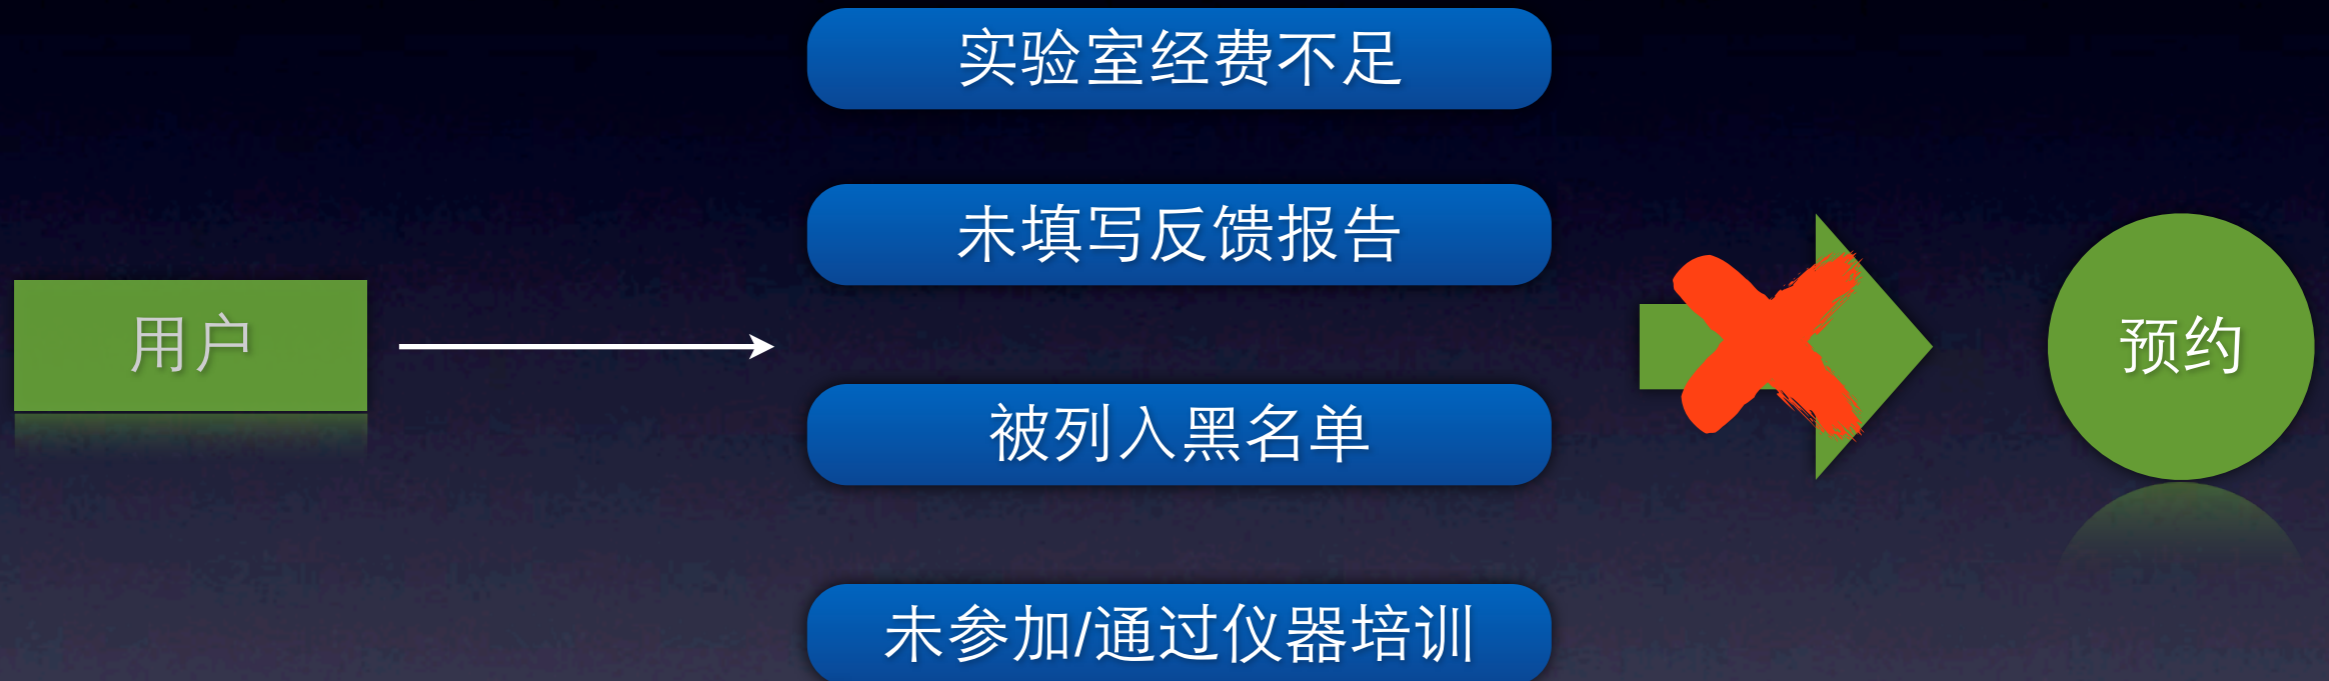 实验室经费不足
未填写反馈报告
用户
预约
被列入黑名单
未参加/通过仪器培训